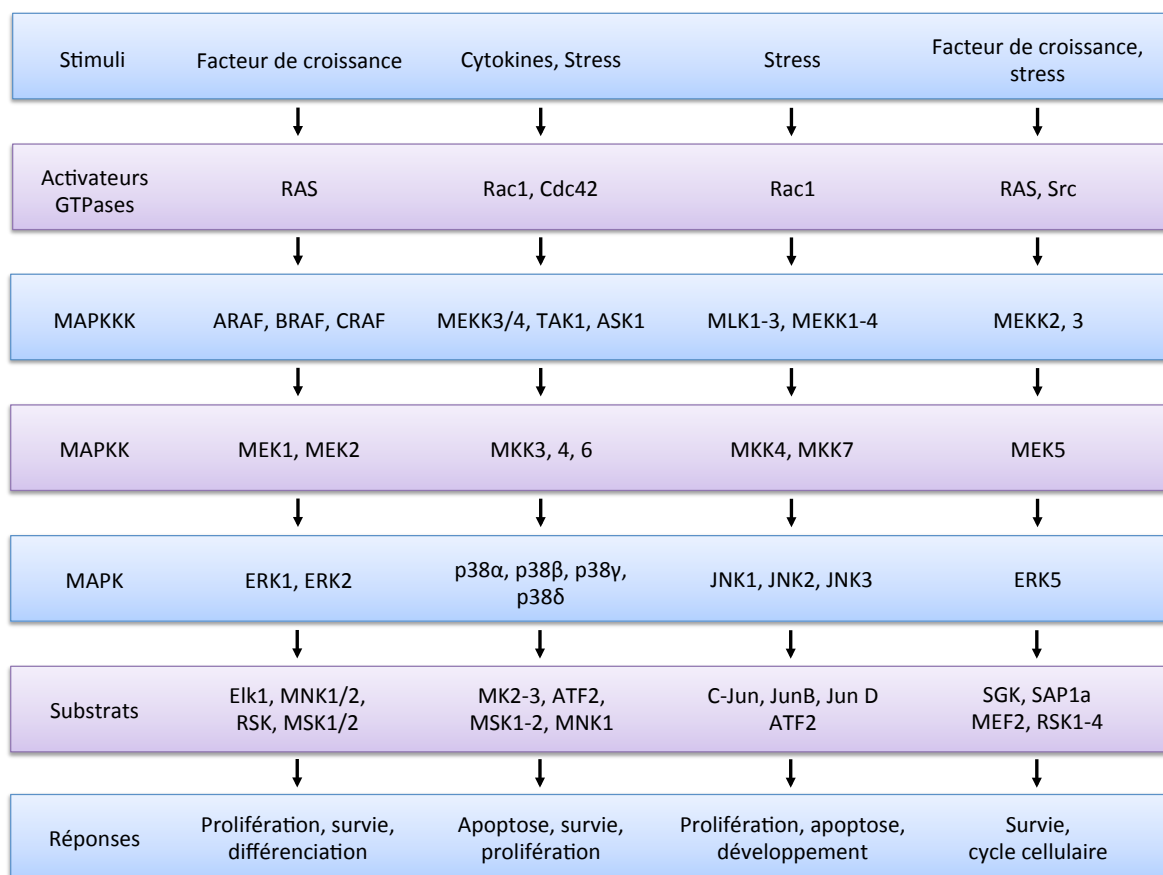 Stimuli
Facteur de croissance
Cytokines, Stress
Stress
Facteur de croissance,
stress
Activateurs
GTPases
RAS
Rac1, Cdc42
Rac1
RAS, Src
MAPKKK
ARAF, BRAF, CRAF
MEKK3/4, TAK1, ASK1
MLK1-3, MEKK1-4
MEKK2, 3
MAPKK
MEK1, MEK2
MKK3, 4, 6
MKK4, MKK7
MEK5
MAPK
ERK1, ERK2
p38α, p38β, p38γ,
p38δ
JNK1, JNK2, JNK3
ERK5
Substrats
Elk1, MNK1/2,
RSK, MSK1/2
MK2-3, ATF2,
MSK1-2, MNK1
C-Jun, JunB, Jun D
ATF2
SGK, SAP1a
MEF2, RSK1-4
Réponses
Prolifération, survie,
différenciation
Apoptose, survie,
prolifération
Prolifération, apoptose,
développement
Survie,
cycle cellulaire